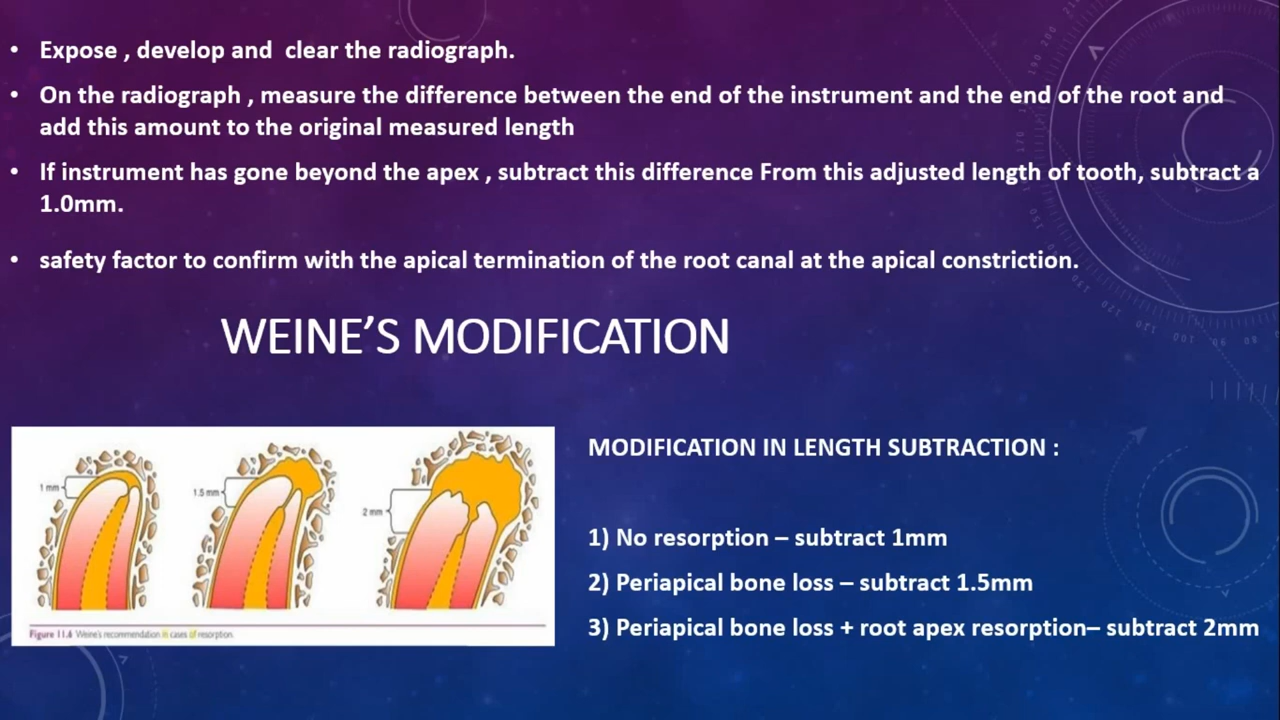 • Expose , develop and clear the radiograph.
• On the radiograph , measure the difference between the end of the instrument and the end of the root and
add this amount to the original measured length
• If instrument has gone beyond the apex , subtract this difference From this adjusted length of tooth, subtract a
1.0mm.
• safety factor to confirm with the apical termination of the root canal at the apical constriction.
WEINE’S MODIFICATION
1 mm
1.5 mm
2 mm
Figure 11.6 Weine's recommendation in cases of resorption.
MODIFICATION IN LENGTH SUBTRACTION :
1) No resorption – subtract 1mm
2) Periapical bone loss – subtract 1.5mm
3) Periapical bone loss + root apex resorption– subtract 2mm